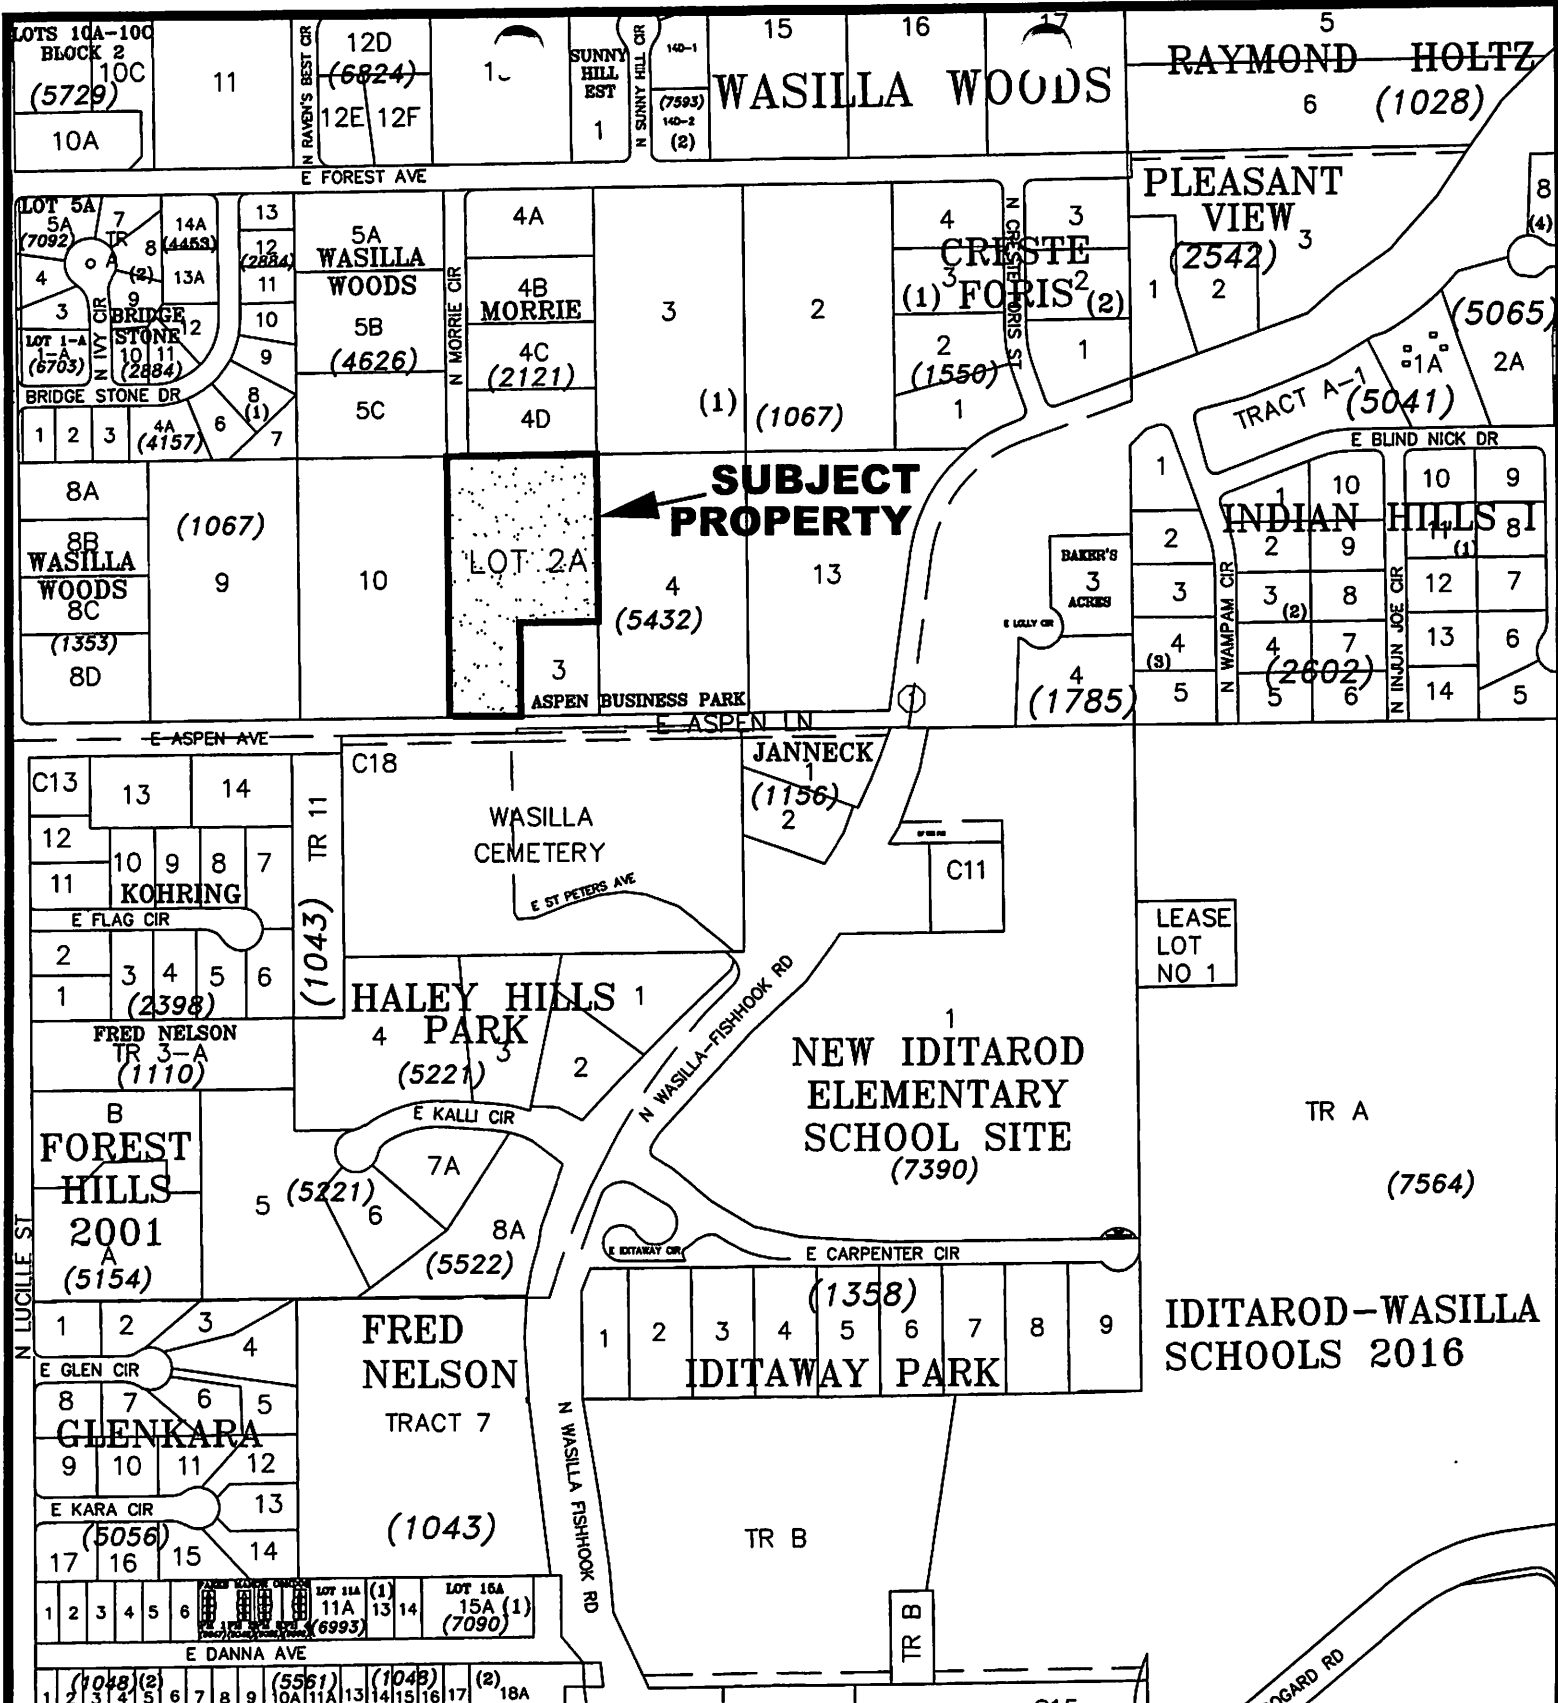 LOTS 10A-10C
BLOCK 2
10C
(5729)
10A
11
N RAVEN'S BEST CIR
12D
(6824)
12E
12F
SUNNY
HILL
EST
1
N SUNNY HILL CIR
14D-1
(7593)
14D-2
(2)
15
16
17
WASILLA WOODS
5
RAYMOND HOLTZ
6
(1028)
E FOREST AVE
LOT 5A
5A
(7092)
7
TR
A
8
(2)
4
3
9
LOT 1-A
1-A
(6703)
N IVY CIR
BRIDGE
STONE
10
11
(2884)
12
14A
(4453)
13A
13
12
(2884)
11
10
9
8
(1)
7
BRIDGE STONE DR
1
2
3
4A
(4157)
6
5A
WASILLA
WOODS
5B
(4626)
5C
N MORRIE CIR
4A
4B
MORRIE
4C
(2121)
4D
3
2
(1)
(1067)
4
CRESTE
3
(1) FORIS
2
(1550)
1
N CRESTE FORIS ST
3
2
(2)
1
PLEASANT
VIEW
3
(2542)
1
2
8
(4)
(5065)
1A
2A
TRACT A-1
(5041)
E BLIND NICK DR
8A
8B
WASILLA
WOODS
8C
(1353)
8D
(1067)
9
10
LOT 2A
SUBJECT
PROPERTY
3
4
(5432)
13
ASPEN BUSINESS PARK
BAKER'S
3
ACRES
E LOLLY CIR
4
(1785)
1
2
3
4
(3)
5
N WAMPAM CIR
INDIAN HILLS I
1
10
2
9
3
(2)
8
4
7
(2602)
5
6
N INJUN JOE CIR
10
9
11
(1)
8
12
7
13
6
14
5
E ASPEN AVE
E ASPEN LN
C13
13
14
12
10
9
8
7
11
KOHRING
E FLAG CIR
2
1
3
4
5
6
(2398)
TR 11
(1043)
C18
WASILLA
CEMETERY
E ST PETERS AVE
JANNECK
1
(1156)
2
C11
LEASE
LOT
NO 1
FRED NELSON
TR 3-A
(1110)
HALEY HILLS
PARK
4
3
2
1
(5221)
N WASILLA-FISHHOOK RD
1
NEW IDITAROD
ELEMENTARY
SCHOOL SITE
(7390)
TR A
(7564)
B
FOREST
HILLS
2001
A
(5154)
5
(5221)
6
E KALLI CIR
7A
8A
(5522)
E IDITAWAY CIR
E CARPENTER CIR
(1358)
1
2
3
4
5
6
7
8
9
IDITAWAY PARK
IDITAROD-WASILLA
SCHOOLS 2016
N LUCILLE ST
1
2
3
4
E GLEN CIR
8
7
6
5
GLENKARA
9
10
11
12
E KARA CIR
13
(5056)
17
16
15
14
FRED
NELSON
TRACT 7
(1043)
N WASILLA FISHHOOK RD
TR B
TR B
1
2
3
4
5
6
LOT 11A
11A
(6993)
(1)
13
14
LOT 15A
15A
(1)
(7090)
E DANNA AVE
(1048)
(2)
(5561)
(1048)
(2)
1
2
3
4
5
6
7
8
9
10A
11A
13
14
15
16
17
18A